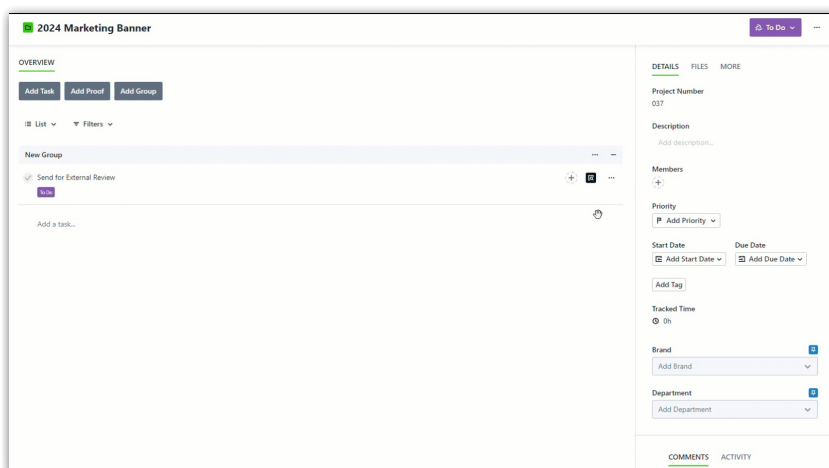 2024 Marketing Banner
To Do
OVERVIEW
Add Task
Add Proof
Add Group
List
Filters
New Group
Send for External Review
To Do
Add a task...
DETAILS
FILES
MORE
Project Number
037
Description
Add description...
Members
Priority
Add Priority
Start Date
Due Date
Add Start Date
Add Due Date
Add Tag
Tracked Time
0h
Brand
Add Brand
Department
Add Department
COMMENTS
ACTIVITY